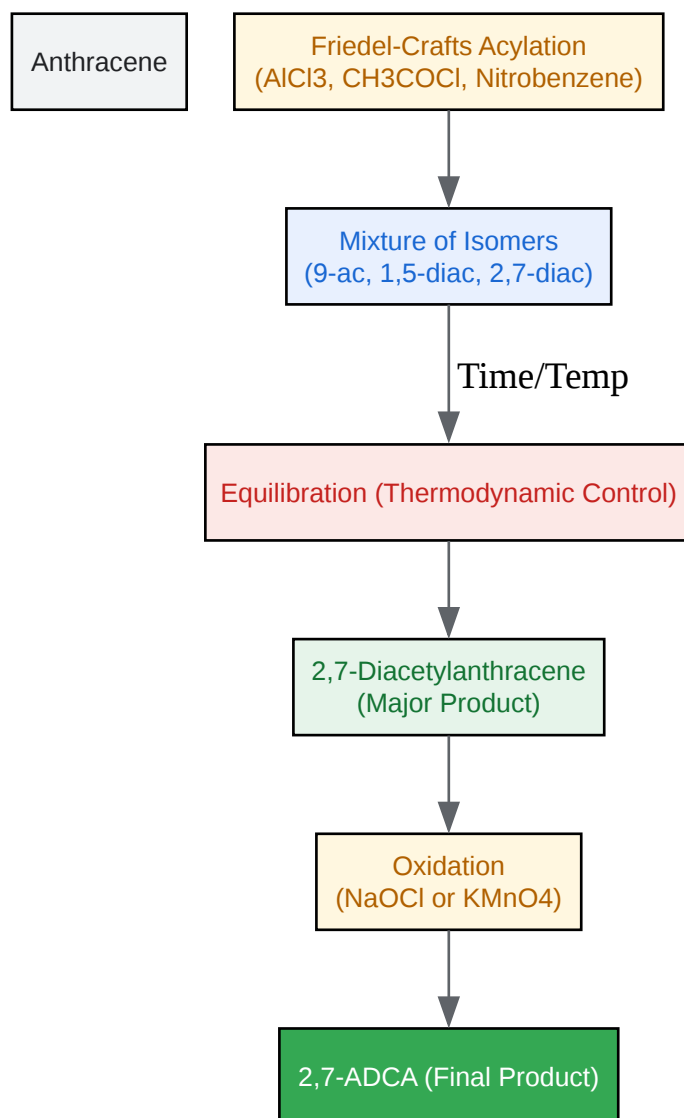 Anthracene
Friedel-Crafts Acylation
(AlCl3, CH3COCl, Nitrobenzene)
Mixture of Isomers
(9-ac, 1,5-diac, 2,7-diac)
Time/Temp
Equilibration (Thermodynamic Control)
2,7-Diacetylanthracene
(Major Product)
Oxidation
(NaOCl or KMnO4)
2,7-ADCA (Final Product)